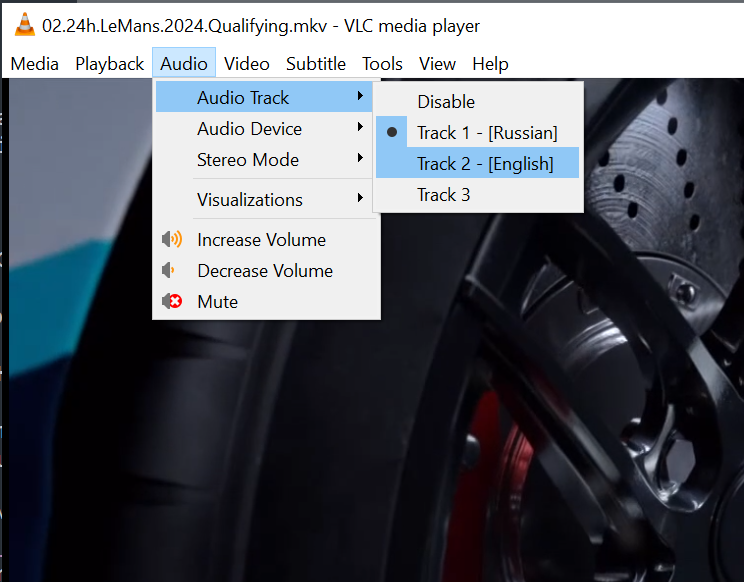 02.24h.LeMans.2024.Qualifying.mkv - VLC media player
Media Playback Audio Video Subtitle Tools View Help
Audio Track
Audio Device
Stereo Mode
Visualizations
Increase Volume
Decrease Volume
Mute
Disable
Track 1 - [Russian]
Track 2 - [English]
Track 3